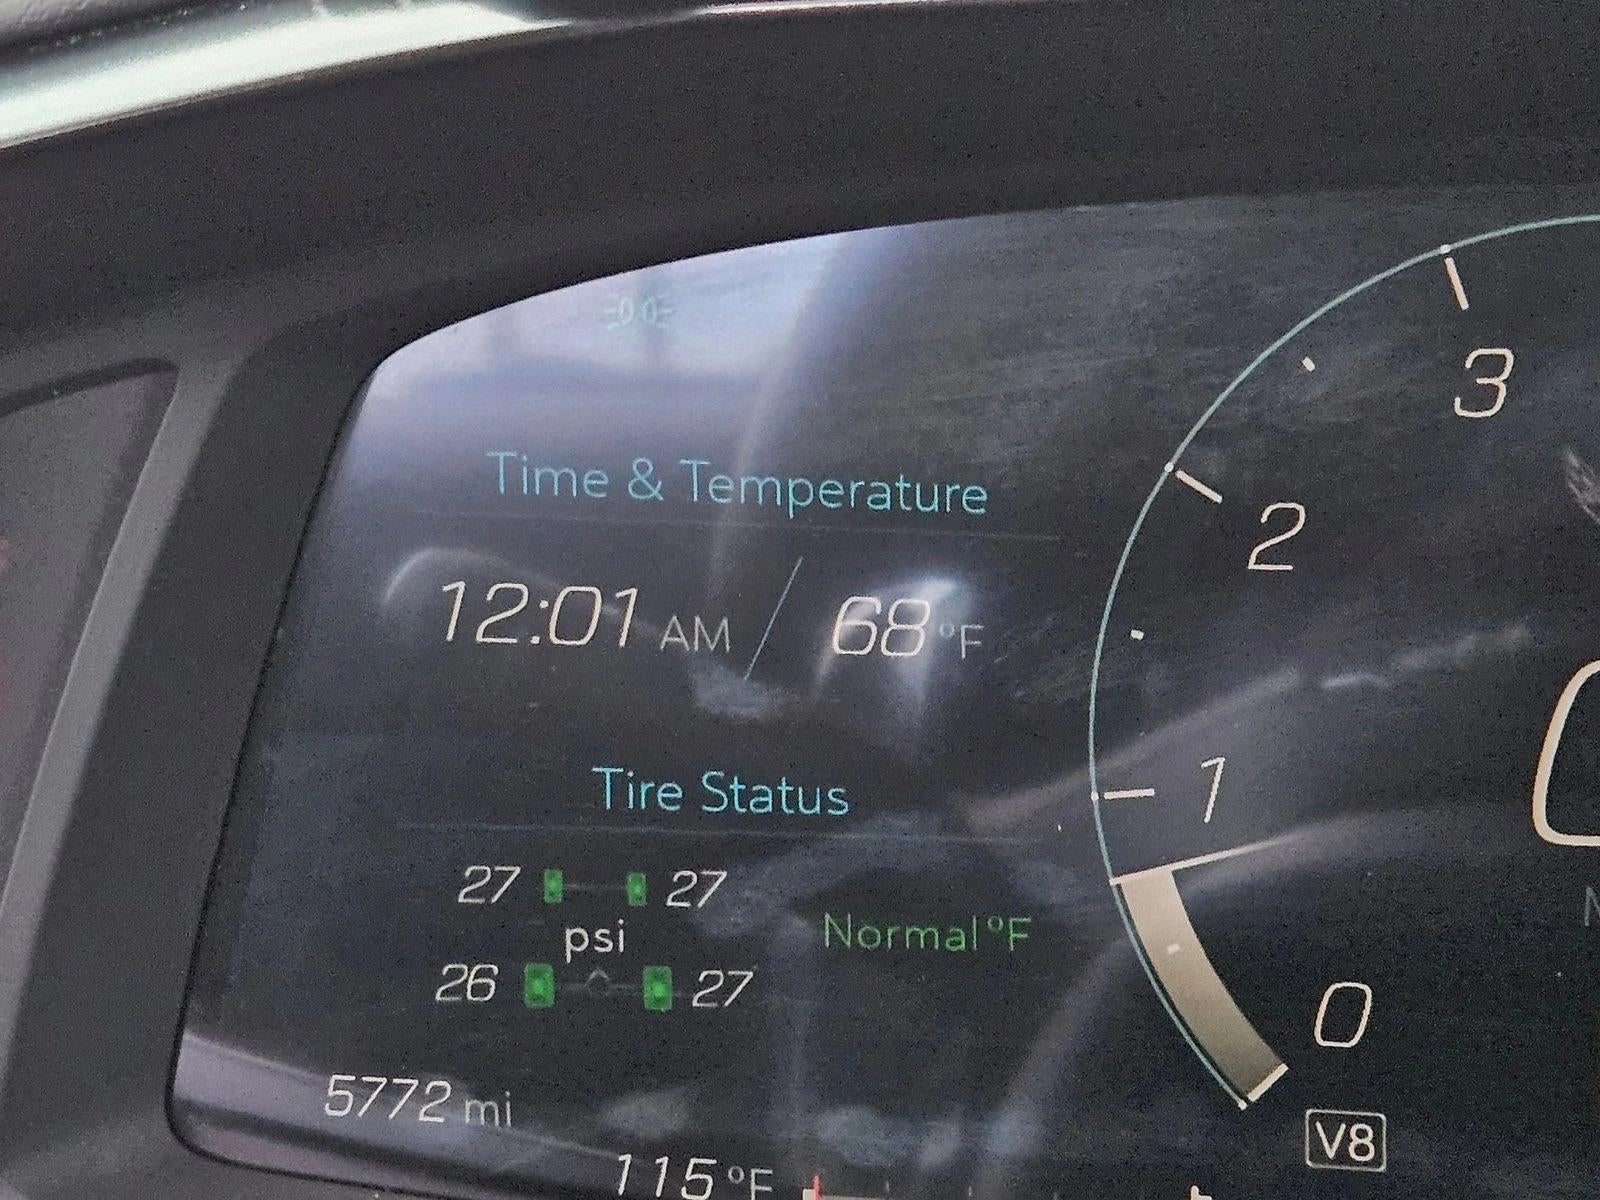 Time & Temperature
12:01 AM / 68 °F
Tire Status
27 27
psi
Normal °F
26 27
5772 mi
115 °F
3
2
1
0
V8